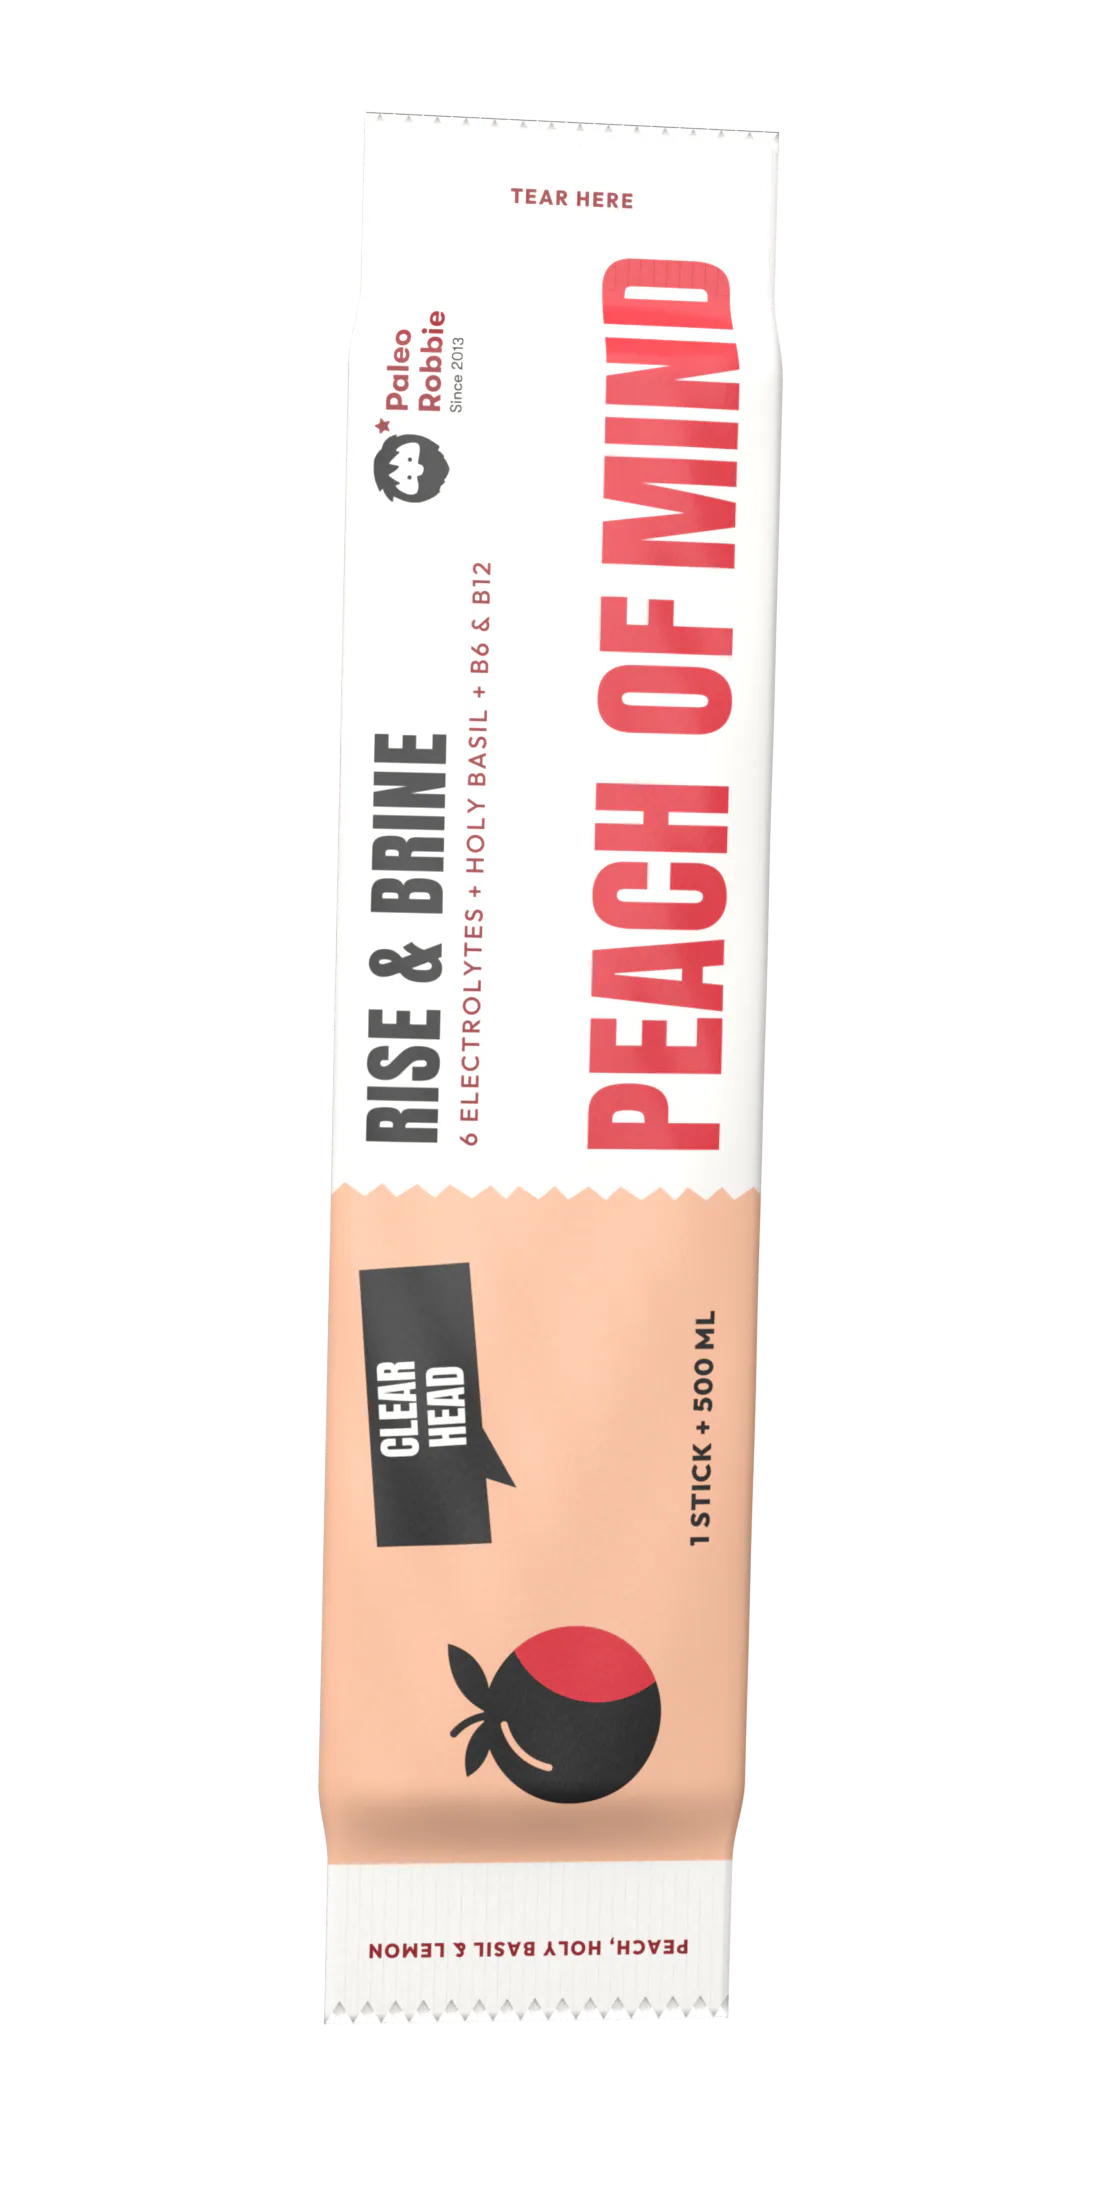 TEAR HERE
Paleo
Robbie
Since 2013
RISE & BRINE
6 ELECTROLYTES + HOLY BASIL + B6 & B12
PEACH OF MIND
CLEAR
HEAD
1 STICK + 500 ML
PEACH, HOLY BASIL & LEMON